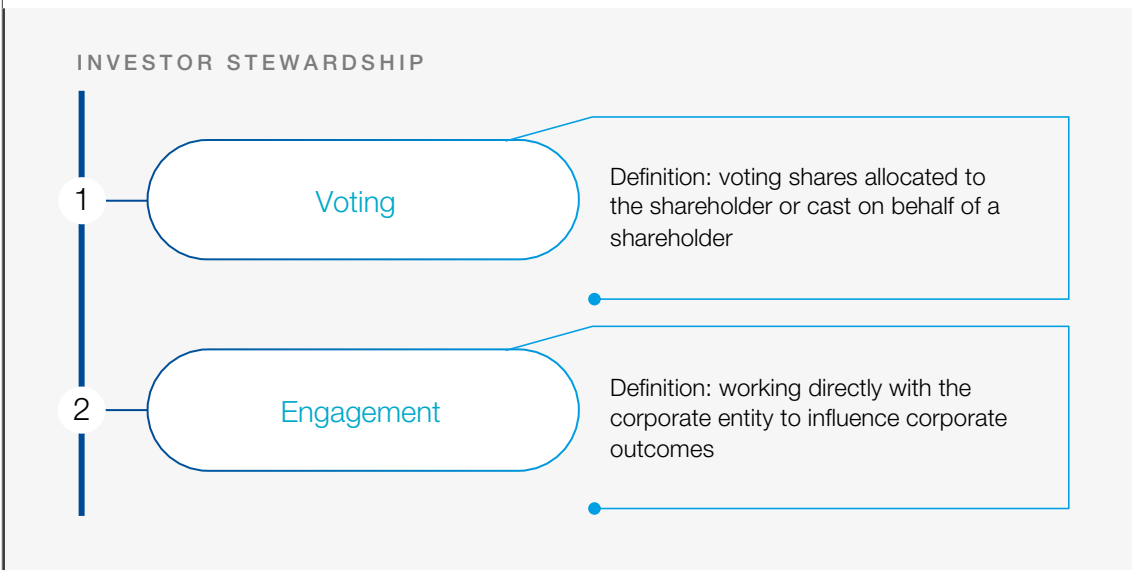 INVESTOR STEWARDSHIP
1
Voting
Definition: voting shares allocated to
the shareholder or cast on behalf of a
shareholder
2
Engagement
Definition: working directly with the
corporate entity to influence corporate
outcomes